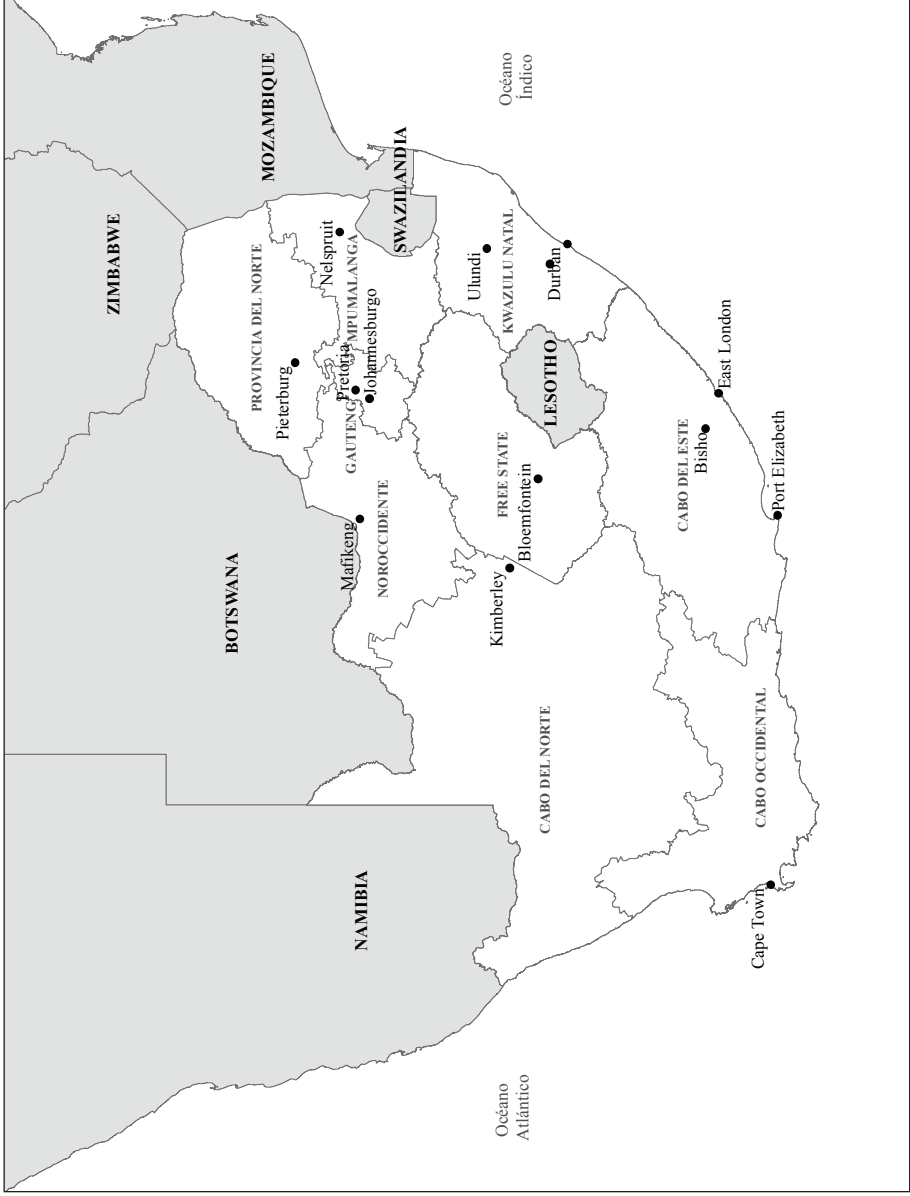 ZIMBABWE
MOZAMBIQUE
BOTSWANA
NAMIBIA
PROVINCIA DEL NORTE
Pieterburg
Nelspruit
MPUMALANGA
Pretoria
Johannesburgo
GAUTENG
SWAZILANDIA
Mafikeng
NOROCCIDENTE
Ulundi
KWAZULU NATAL
Durban
LESOTHO
FREE STATE
Bloemfontein
Kimberley
CABO DEL NORTE
CABO DEL ESTE
Bisho
East London
Port Elizabeth
CABO OCCIDENTAL
Cape Town
Océano
Atlántico
Océano
Índico